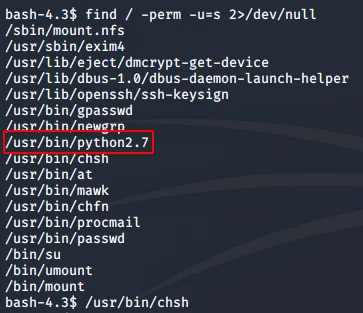 bash-4.3$ find / -perm -u=s 2>/dev/null
/sbin/mount.nfs
/usr/sbin/exim4
/usr/lib/eject/dmcrypt-get-device
/usr/lib/dbus-1.0/dbus-daemon-launch-helper
/usr/lib/openssh/ssh-keysign
/usr/bin/gpasswd
/usr/bin/newgrp
/usr/bin/python2.7
/usr/bin/chsh
/usr/bin/at
/usr/bin/mawk
/usr/bin/chfn
/usr/bin/procmail
/usr/bin/passwd
/bin/su
/bin/umount
/bin/mount
bash-4.3$ /usr/bin/chsh